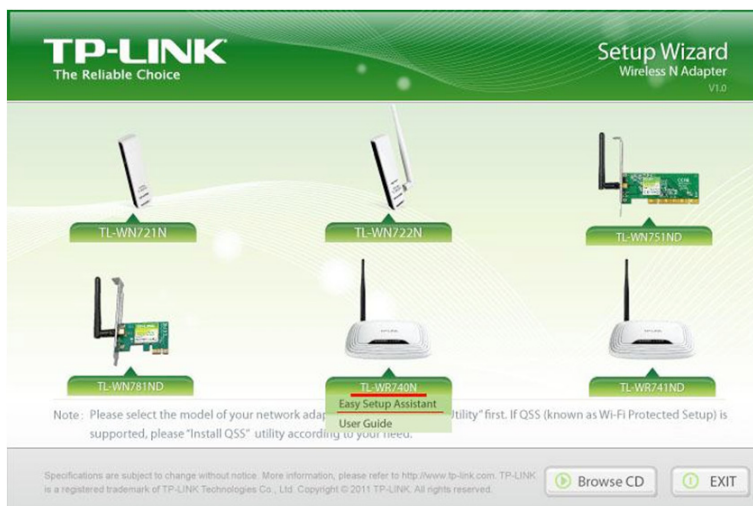 TP-LINK
The Reliable Choice
Setup Wizard
Wireless N Adapter
V1.0
TL-WN721N
TL-WN722N
TL-WN751ND
TL-WN781ND
TL-WR740N
TL-WR741ND
Easy Setup Assistant
User Guide
Note: Please select the model of your network adap Utility" first. If QSS (known as Wi-Fi Protected Setup) is
supported, please "Install QSS" utility according to your need.
Specifications are subject to change without notice. More information, please refer to http://www.tp-link.com. TP-LINK
is a registered trademark of TP-LINK Technologies Co., Ltd. Copyright © 2011 TP-LINK. All rights reserved.
Browse CD
EXIT